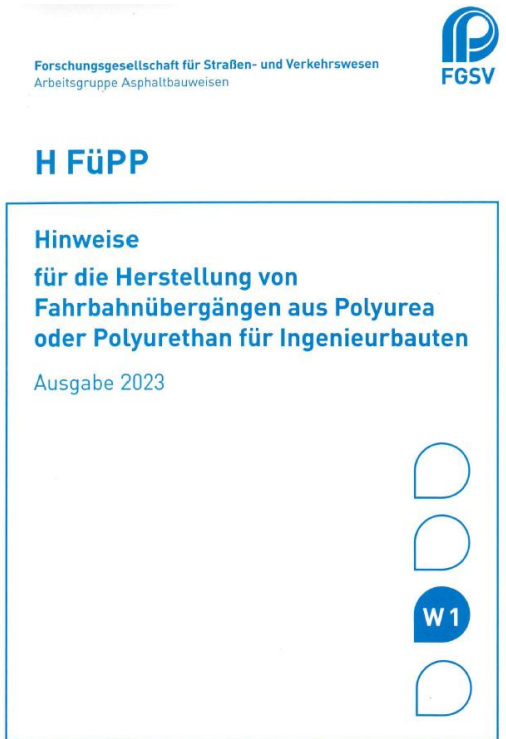 Forschungsgesellschaft für Straßen- und Verkehrswesen
Arbeitsgruppe Asphaltbauweisen
FGSV
H FüPP
Hinweise
für die Herstellung von
Fahrbahnübergängen aus Polyurea
oder Polyurethan für Ingenieurbauten
Ausgabe 2023
W 1